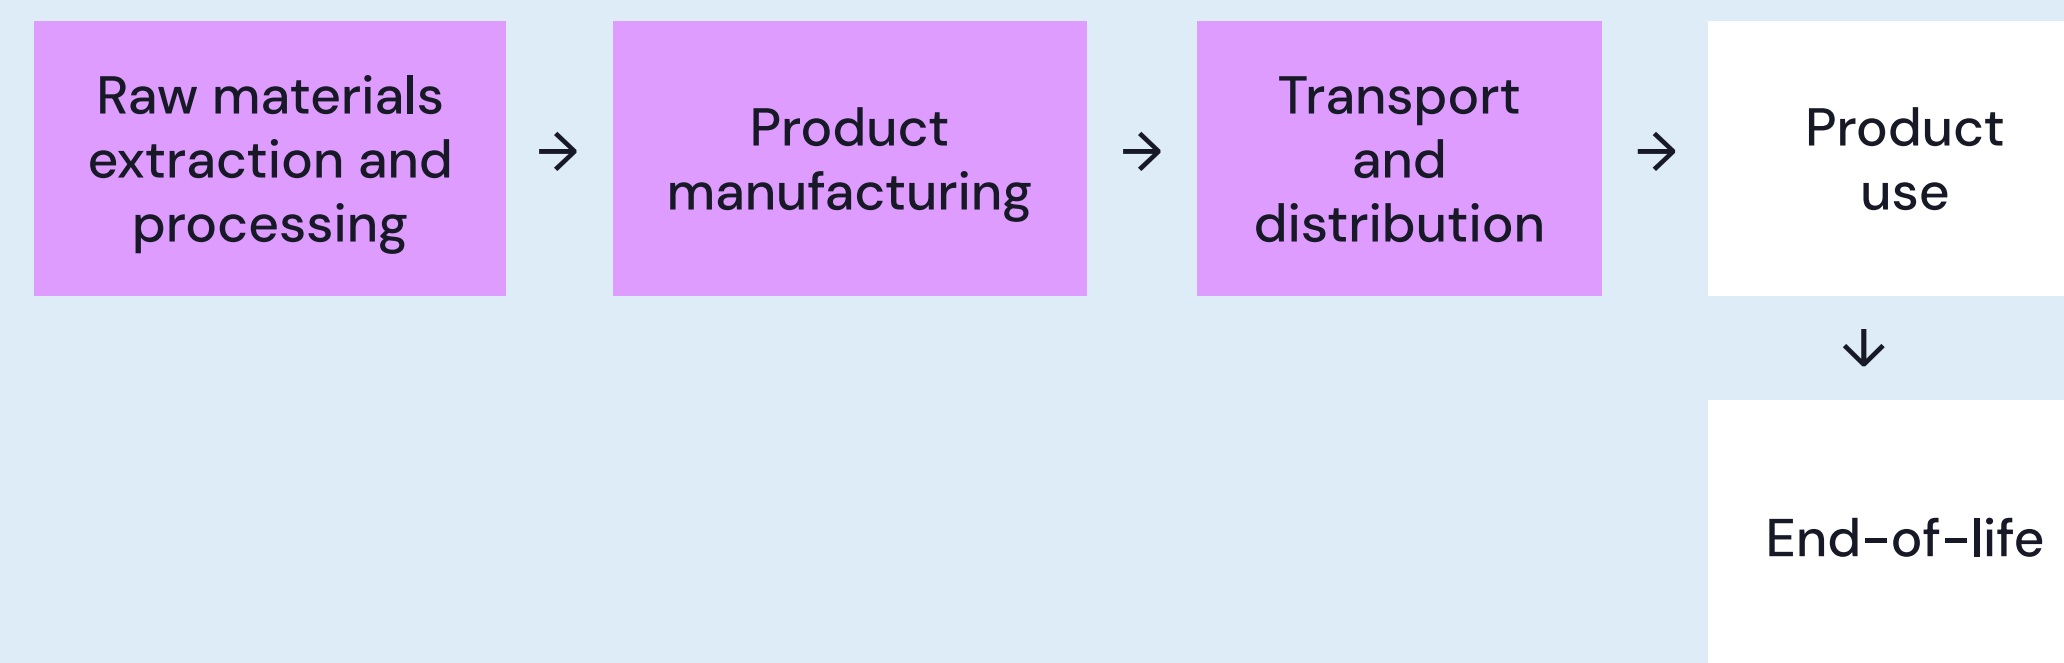 Raw materials
extraction and
processing
→
Product
manufacturing
→
Transport
and
distribution
→
Product
use
↓
End-of-life